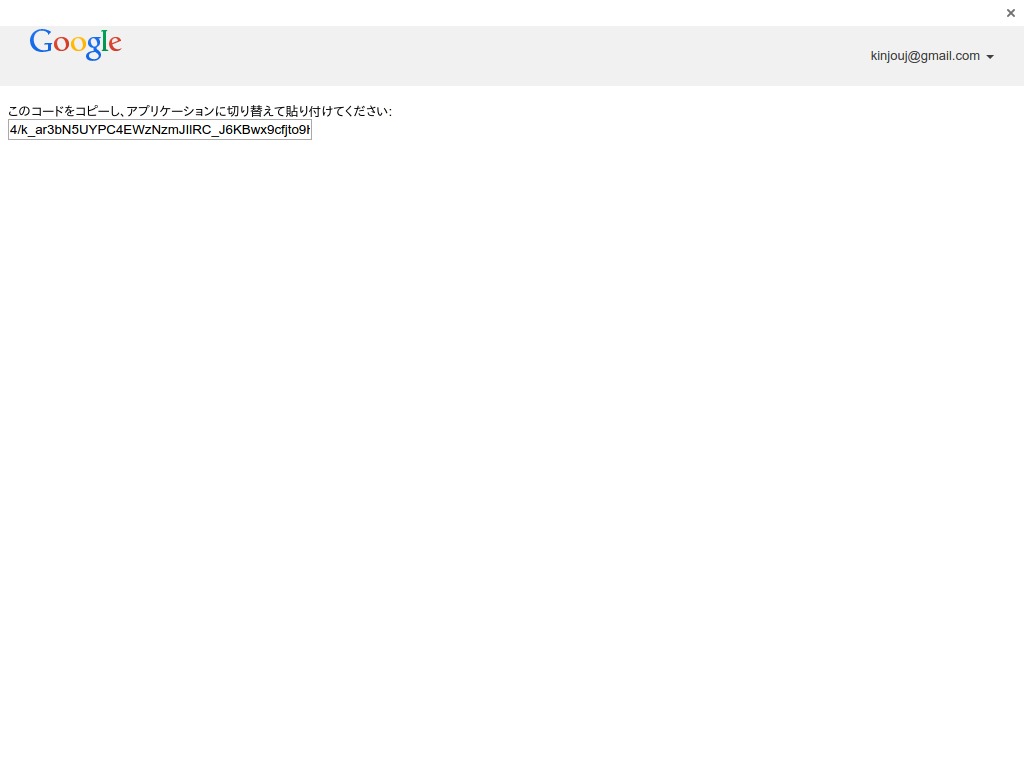 Google
kinjouj@gmail.com
このコードをコピーし、アプリケーションに切り替えて貼り付けてください:
4/k_ar3bN5UYPC4EWzNzmJIlRC_J6KBwx9cfjto9